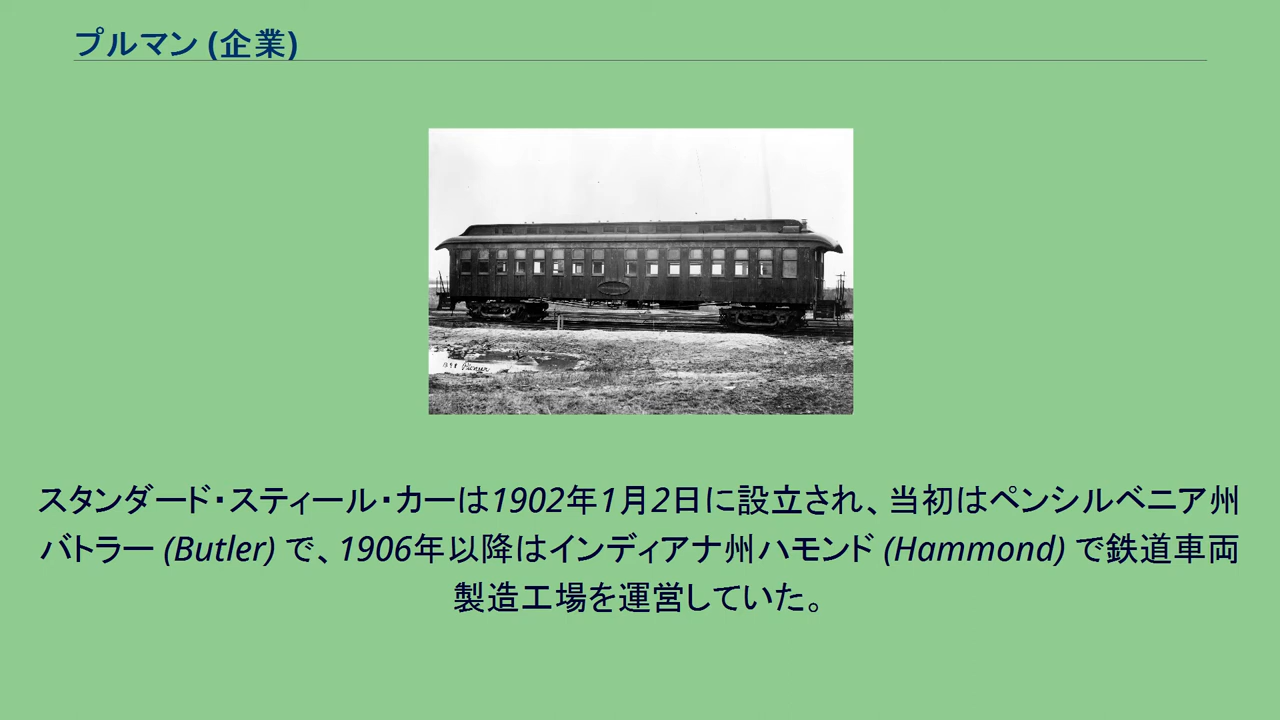 プルマン (企業)
スタンダード・スティール・カーは1902年1月2日に設立され、当初はペンシルベニア州
バトラー (Butler) で、1906年以降はインディアナ州ハモンド (Hammond) で鉄道車両
製造工場を運営していた。